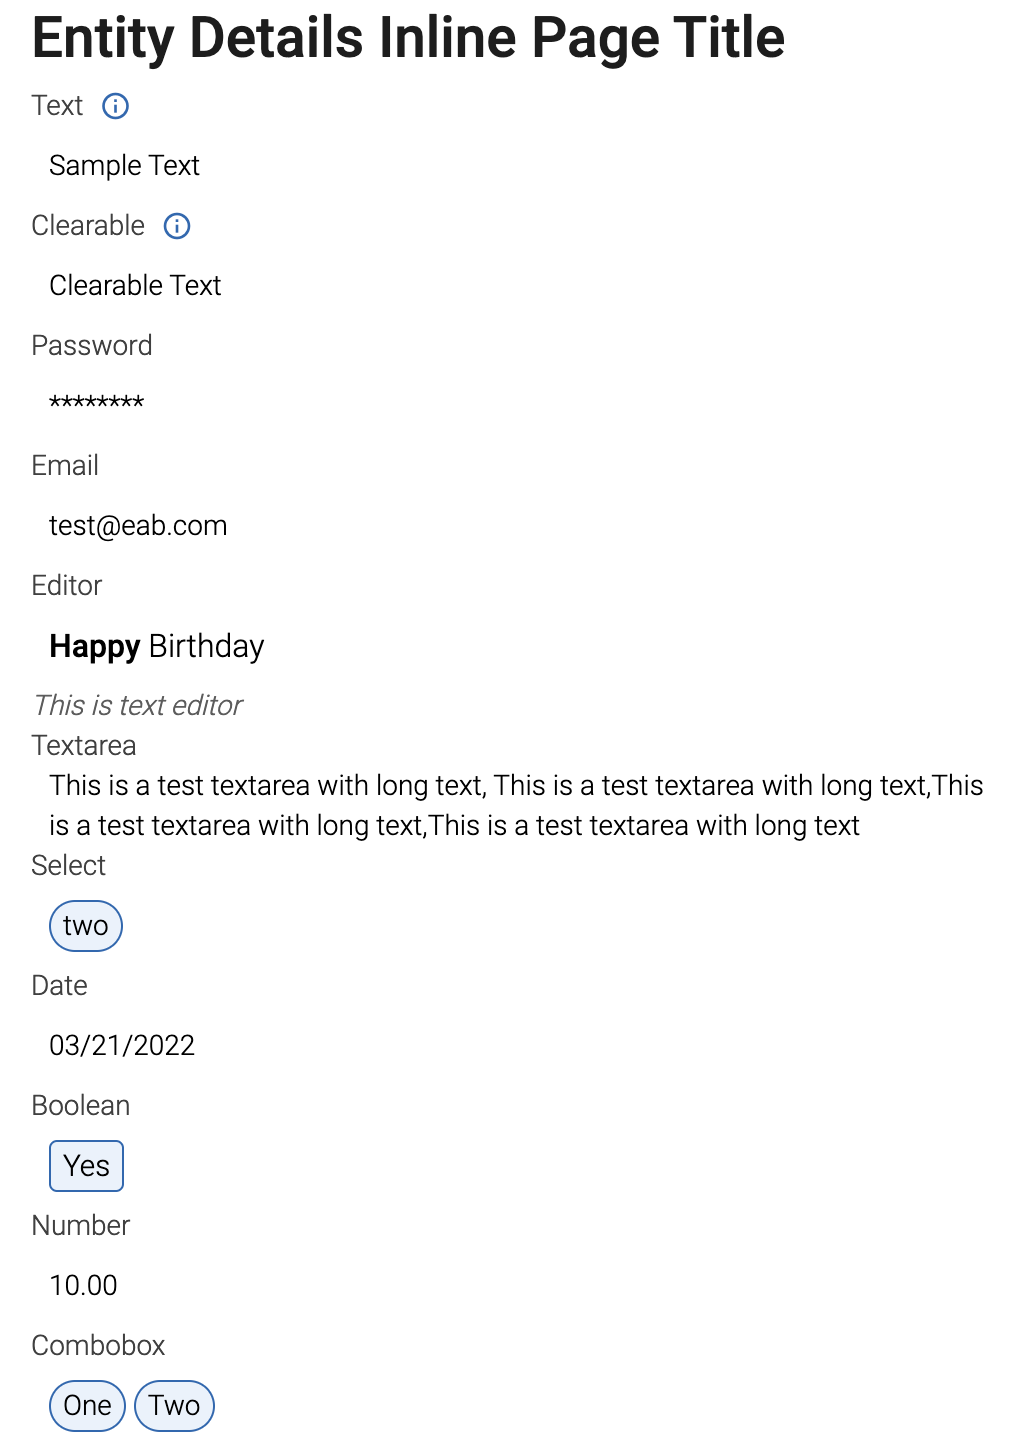 Entity Details Inline Page Title
Text
Sample Text
Clearable
Clearable Text
Password
********
Email
test@eab.com
Editor
Happy Birthday
This is text editor
Textarea
This is a test textarea with long text, This is a test textarea with long text,This
is a test textarea with long text,This is a test textarea with long text
Select
two
Date
03/21/2022
Boolean
Yes
Number
10.00
Combobox
One Two